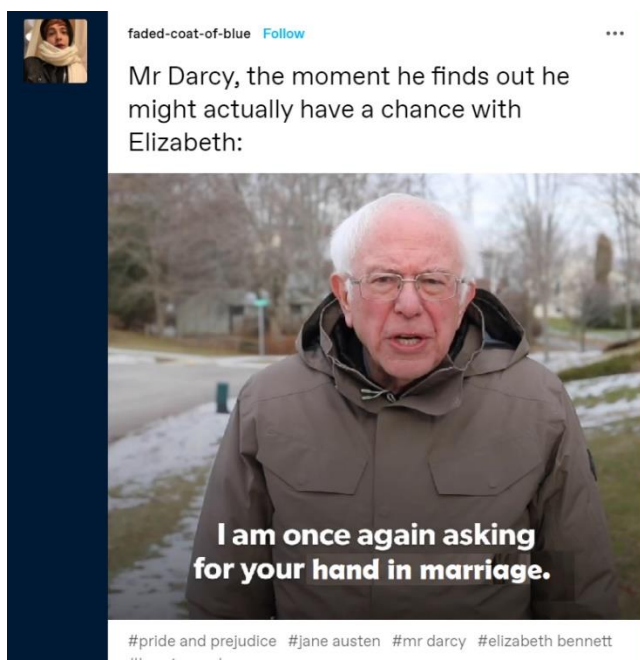 faded-coat-of-blue Follow
Mr Darcy, the moment he finds out he
might actually have a chance with
Elizabeth:
I am once again asking
for your hand in marriage.
#pride and prejudice #jane austen #mr darcy #elizabeth bennett